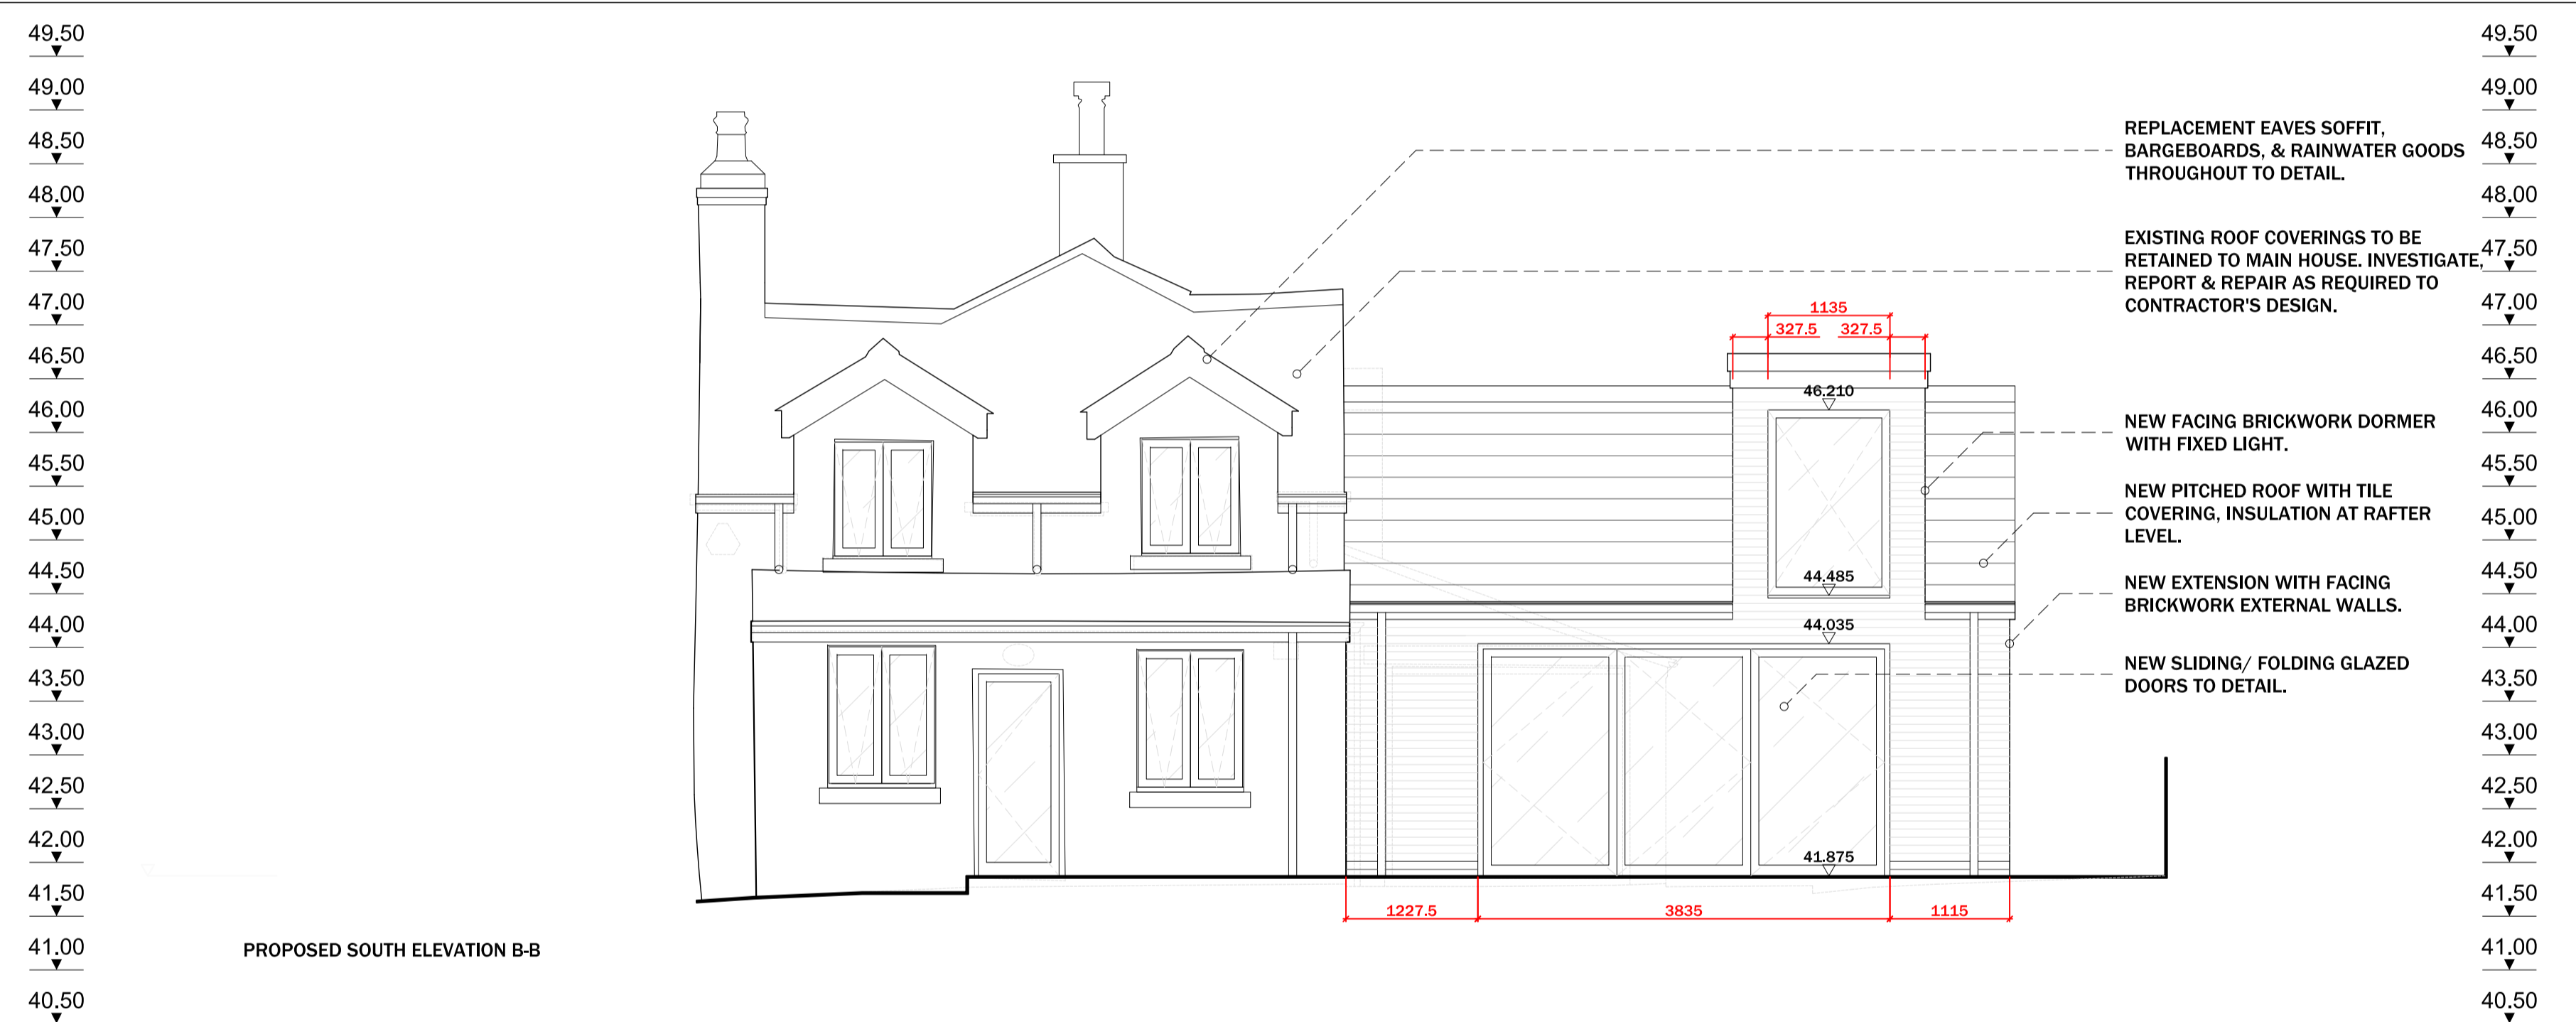 49.50
49.00
48.50
48.00
47.50
47.00
46.50
46.00
45.50
45.00
44.50
44.00
43.50
43.00
42.50
42.00
41.50
41.00
40.50
PROPOSED SOUTH ELEVATION B-B
1135
327.5 327.5
46.210
44.485
44.035
41.875
1227.5 3835 1115
REPLACEMENT EAVES SOFFIT,
BARGEBOARDS, & RAINWATER GOODS
THROUGHOUT TO DETAIL.
EXISTING ROOF COVERINGS TO BE
RETAINED TO MAIN HOUSE. INVESTIGATE,
REPORT & REPAIR AS REQUIRED TO
CONTRACTOR'S DESIGN.
NEW FACING BRICKWORK DORMER
WITH FIXED LIGHT.
NEW PITCHED ROOF WITH TILE
COVERING, INSULATION AT RAFTER
LEVEL.
NEW EXTENSION WITH FACING
BRICKWORK EXTERNAL WALLS.
NEW SLIDING/ FOLDING GLAZED
DOORS TO DETAIL.
49.50
49.00
48.50
48.00
47.50
47.00
46.50
46.00
45.50
45.00
44.50
44.00
43.50
43.00
42.50
42.00
41.50
41.00
40.50